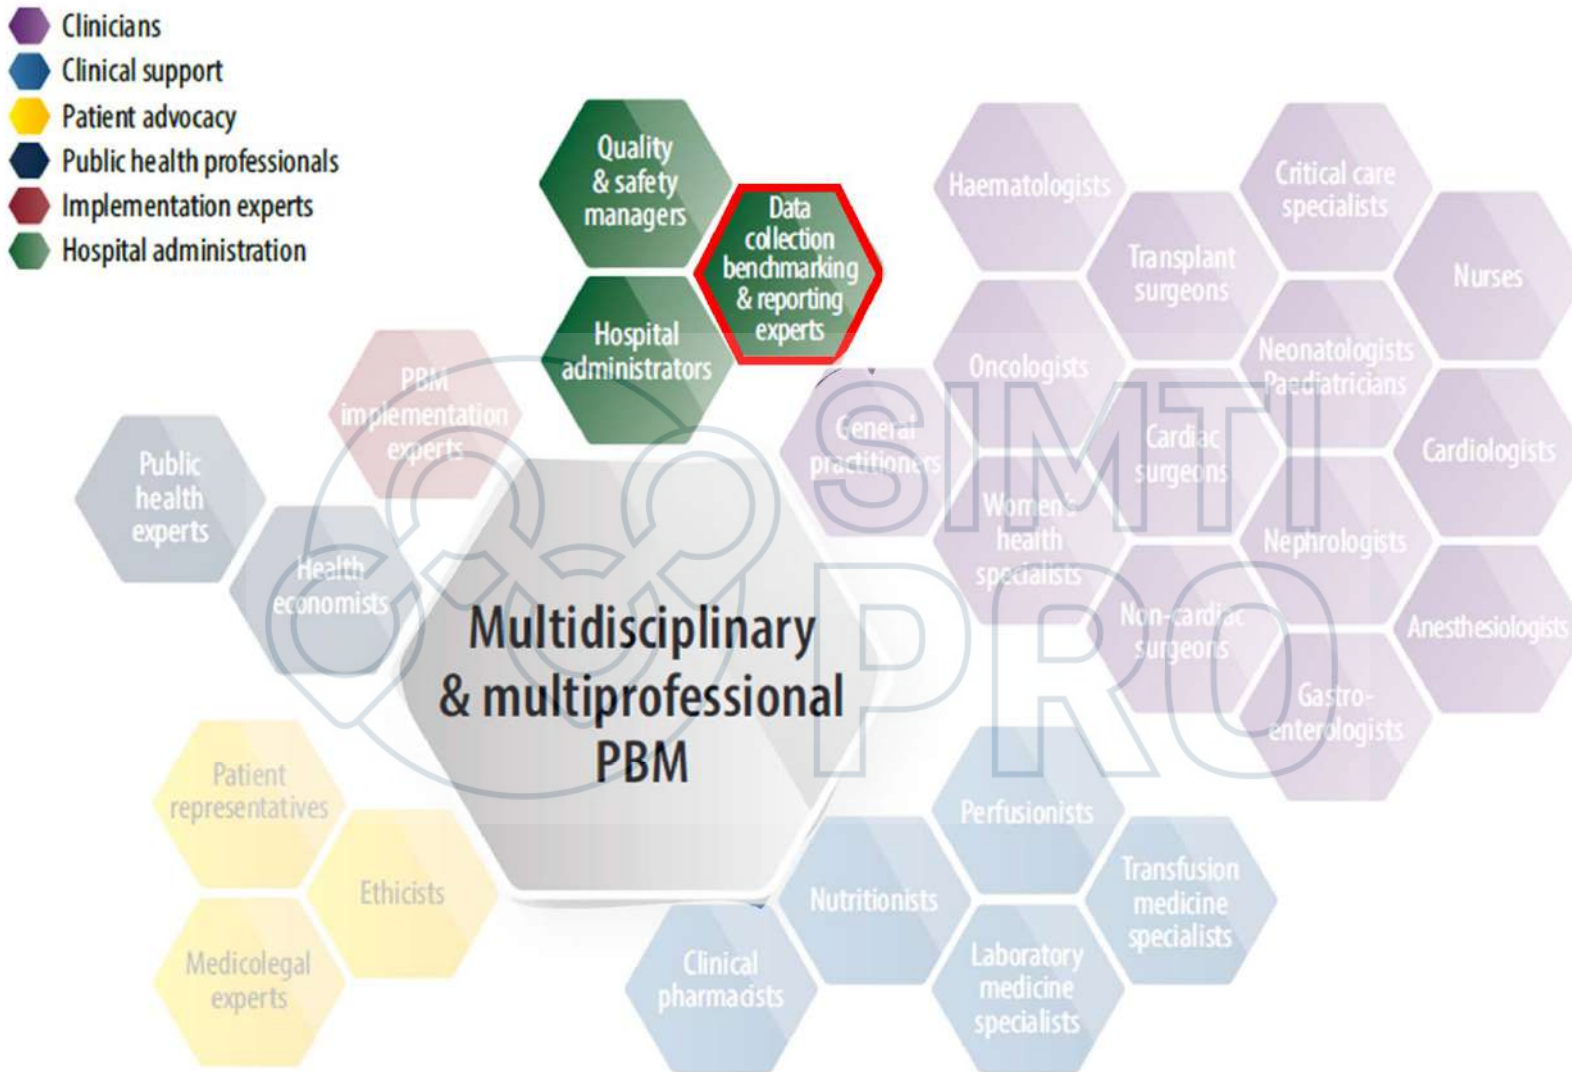 Clinicians
Clinical support
Patient advocacy
Public health professionals
Implementation experts
Hospital administration
Quality
& safety
managers
Data
collection
benchmarking
& reporting
experts
Hospital
administrators
Haematologists
Critical care
specialists
Transplant
surgeons
Nurses
Oncologists
Neonatologists
Paediatricians
General
practitioners
Cardiac
surgeons
Cardiologists
Women's
health
specialists
Nephrologists
Non-cardiac
surgeons
Anesthesiologists
Gastro-
enterologists
PBM
implementation
experts
Public
health
experts
Health
economists
Multidisciplinary
& multiprofessional
PBM
Patient
representatives
Ethicists
Medicolegal
experts
Perfusionists
Nutritionists
Transfusion
medicine
specialists
Clinical
pharmacists
Laboratory
medicine
specialists
SIMTI
PRO